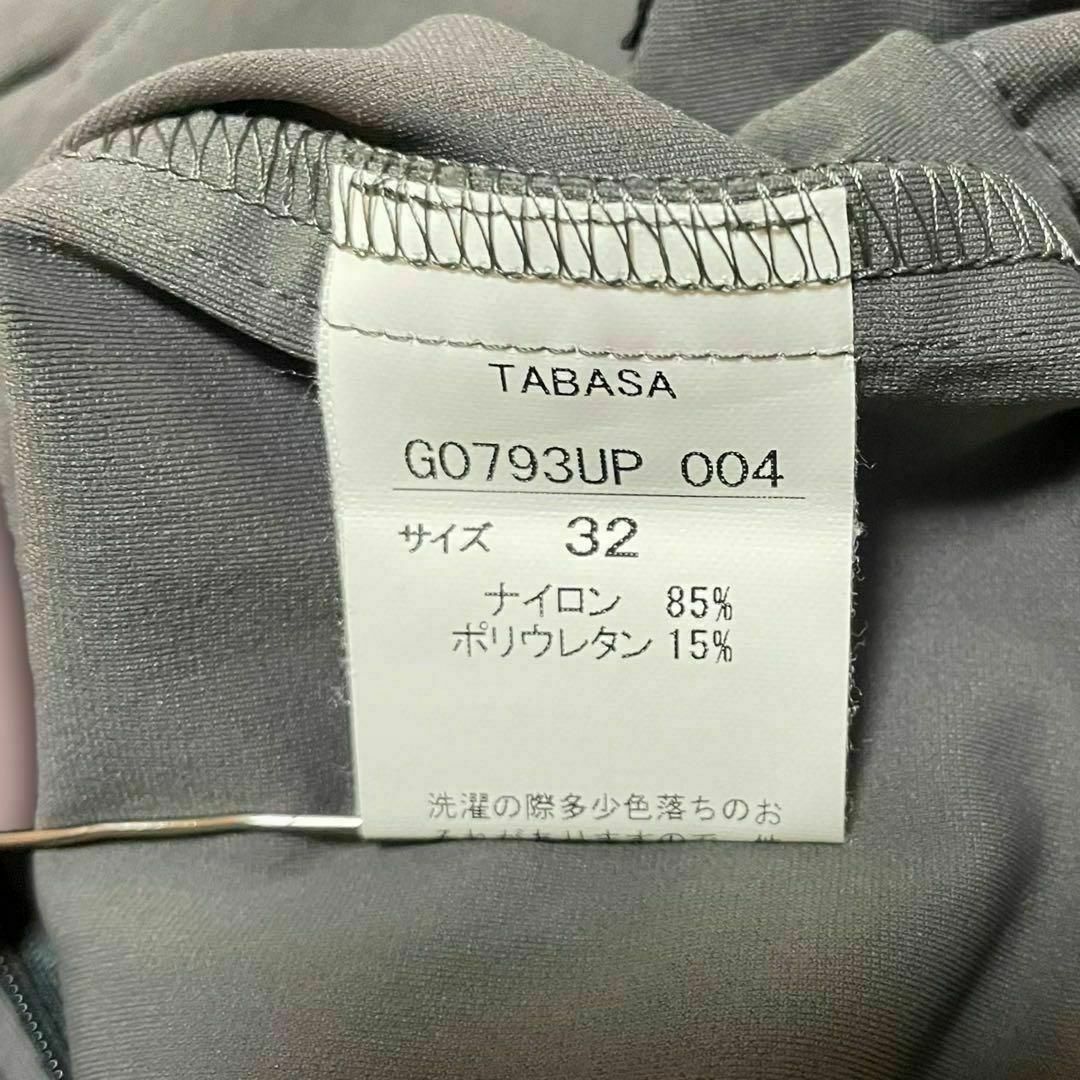 TABASA
G0793UP 004
サイズ 32
ナイロン 85%
ポリウレタン 15%
洗濯の際多少色落ちのお